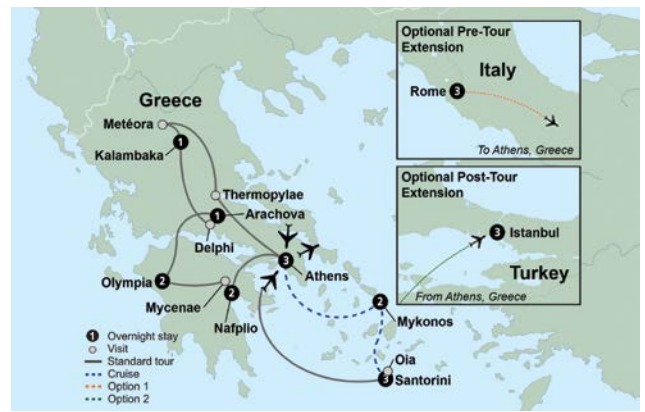 Optional Pre-Tour
Extension
Italy
Rome
3
To Athens, Greece
Greece
Metéora
1
Kalambaka
Thermopylae
1
Arachova
Delphi
3
Athens
Olympia
2
Mycenae
2
Nafplio
2
Mykonos
Oia
3
Santorini
Optional Post-Tour
Extension
3
Istanbul
Turkey
From Athens, Greece
1 Overnight stay
Visit
Standard tour
Cruise
Option 1
Option 2